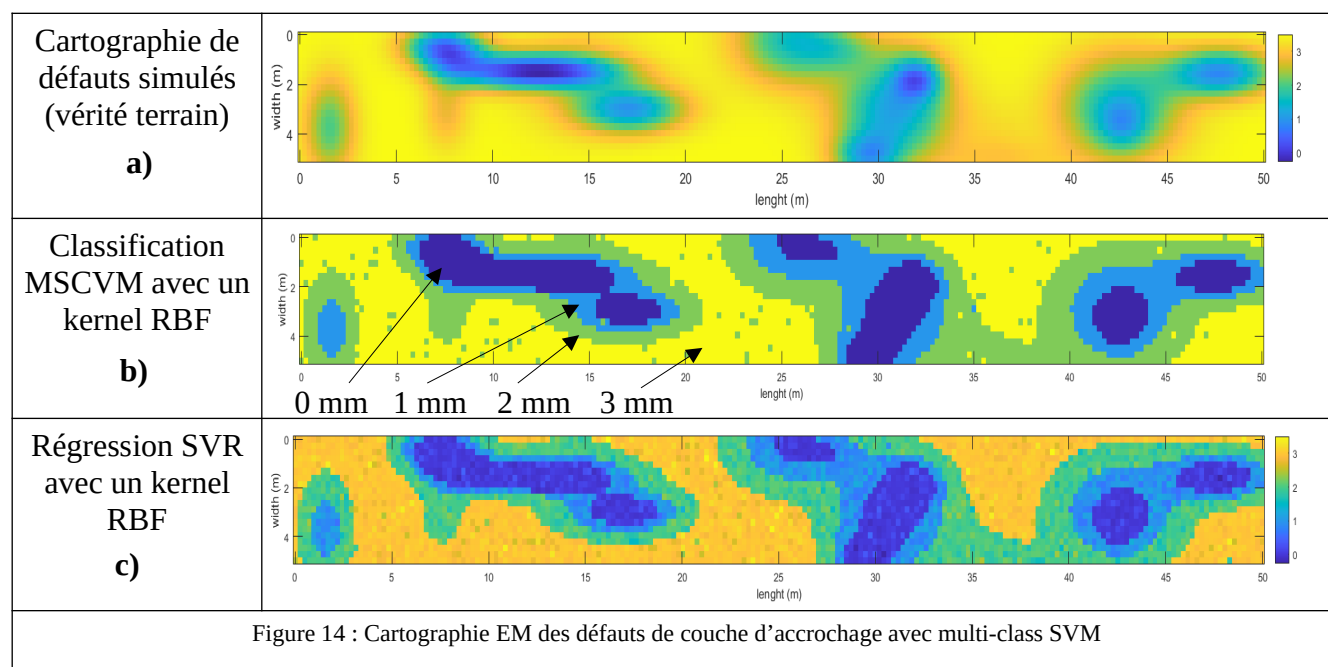 Cartographie de
défauts simulés
(vérité terrain)
a)
width (m)
0
2
4
0 5 10 15 20 25 30 35 40 45 50
lenght (m)
3
2
1
0
Classification
MSCVM avec un
kernel RBF
b)
width (m)
0
2
4
0 5 10 15 20 25 30 35 40 45 50
lenght (m)
0 mm 1 mm 2 mm 3 mm
Régression SVR
avec un kernel
RBF
c)
width (m)
0
2
4
0 5 10 15 20 25 30 35 40 45 50
lenght (m)
3
2
1
0
Figure 14 : Cartographie EM des défauts de couche d’accrochage avec multi-class SVM